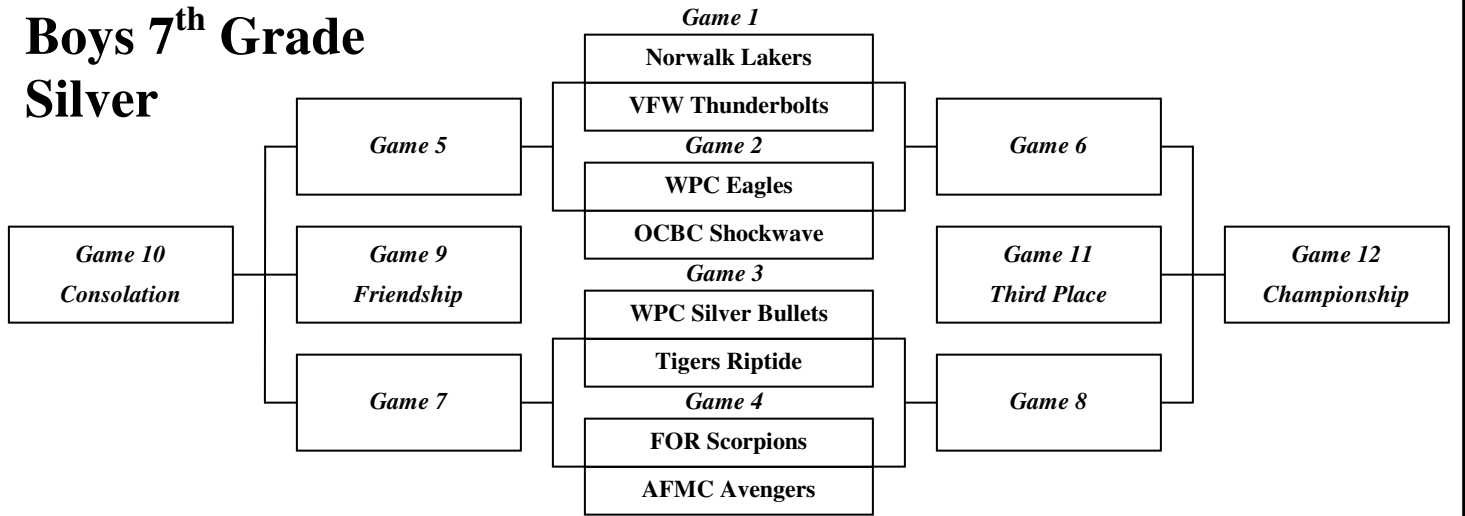 Boys 7th Grade
Silver
Game 1
Norwalk Lakers
VFW Thunderbolts
Game 2
WPC Eagles
OCBC Shockwave
Game 3
WPC Silver Bullets
Tigers Riptide
Game 4
FOR Scorpions
AFMC Avengers
Game 5
Game 6
Game 10
Consolation
Game 9
Friendship
Game 11
Third Place
Game 12
Championship
Game 7
Game 8